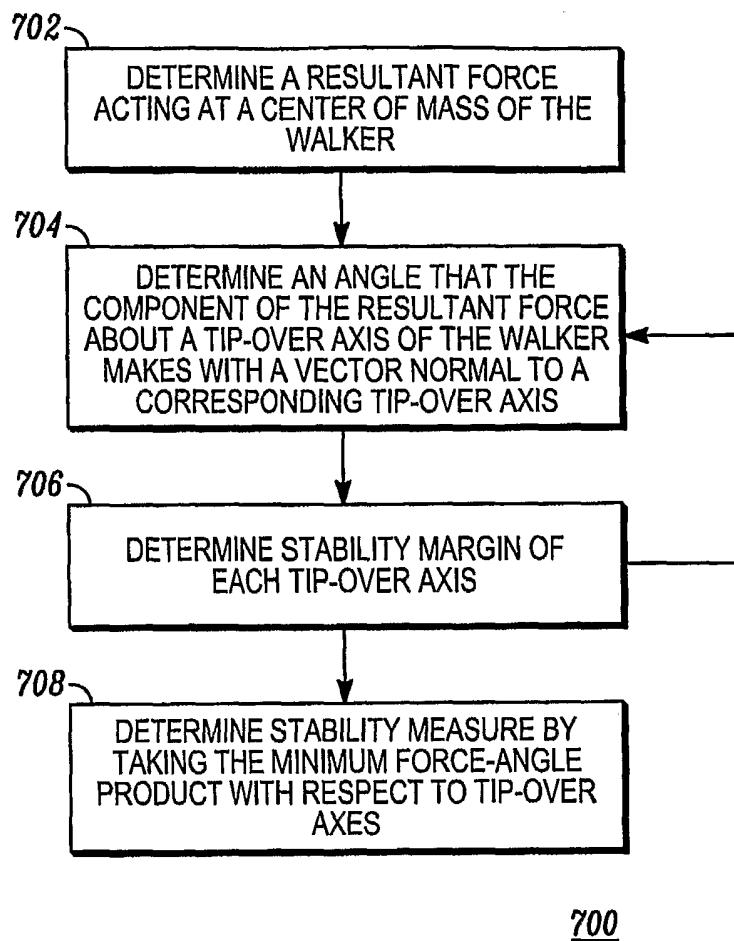 702
DETERMINE A RESULTANT FORCE
ACTING AT A CENTER OF MASS OF THE
WALKER
704
DETERMINE AN ANGLE THAT THE
COMPONENT OF THE RESULTANT FORCE
ABOUT A TIP-OVER AXIS OF THE WALKER
MAKES WITH A VECTOR NORMAL TO A
CORRESPONDING TIP-OVER AXIS
706
DETERMINE STABILITY MARGIN OF
EACH TIP-OVER AXIS
708
DETERMINE STABILITY MEASURE BY
TAKING THE MINIMUM FORCE-ANGLE
PRODUCT WITH RESPECT TO TIP-OVER
AXES
700